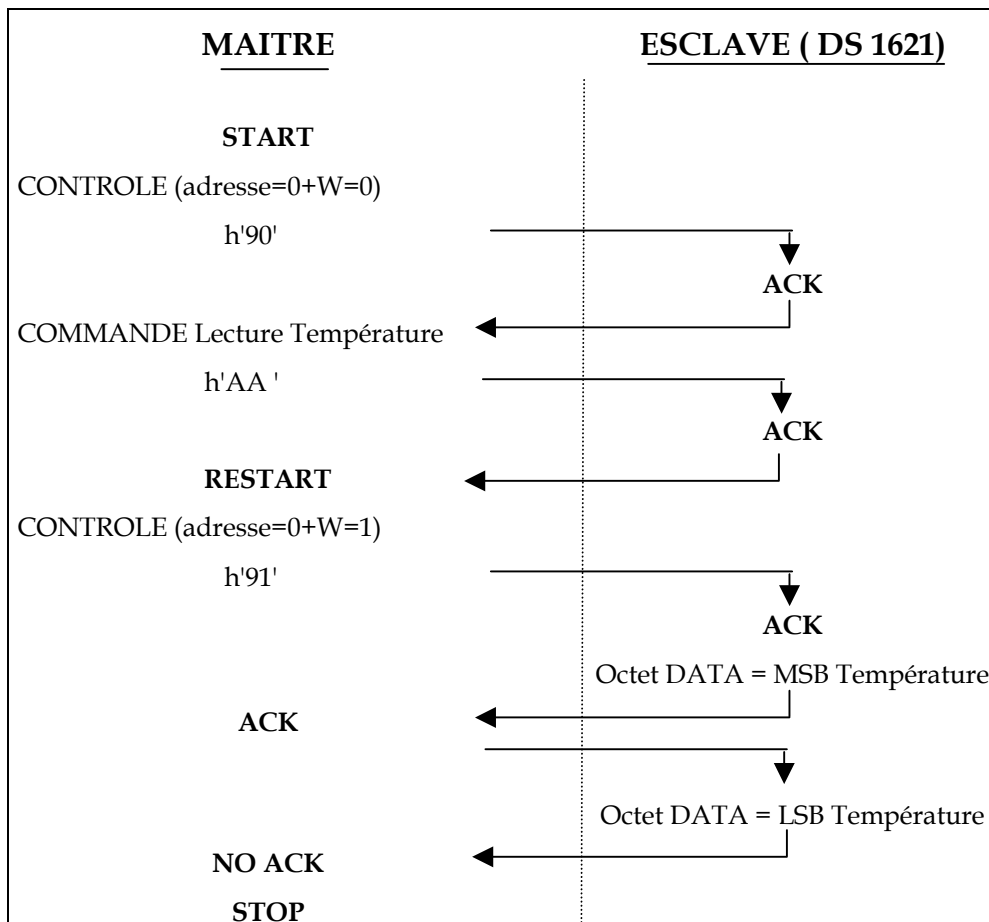 MAITRE
ESCLAVE ( DS 1621)
START
CONTROLE (adresse=0+W=0)
h'90'
ACK
COMMANDE Lecture Température
h'AA '
ACK
RESTART
CONTROLE (adresse=0+W=1)
h'91'
ACK
Octet DATA = MSB Température
ACK
Octet DATA = LSB Température
NO ACK
STOP